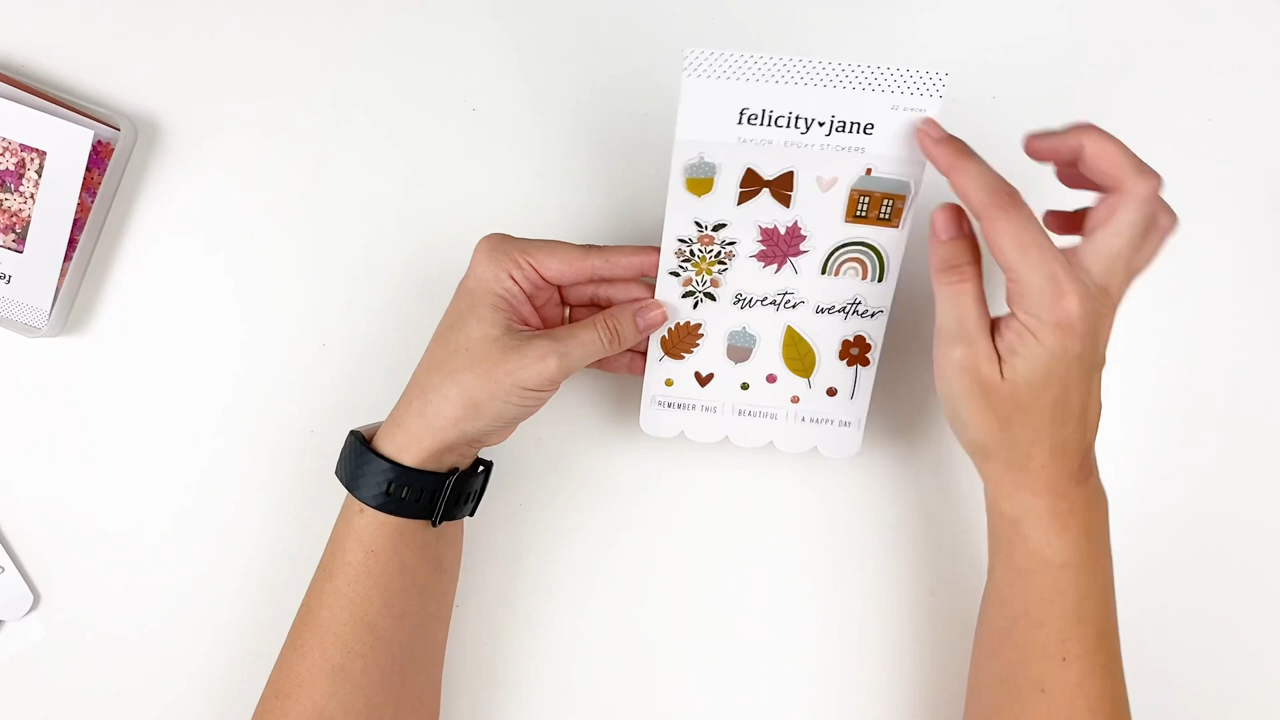 22 pieces
felicity♥jane
TAYLOR | EPOXY STICKERS
sweater weather
REMEMBER THIS BEAUTIFUL A HAPPY DAY